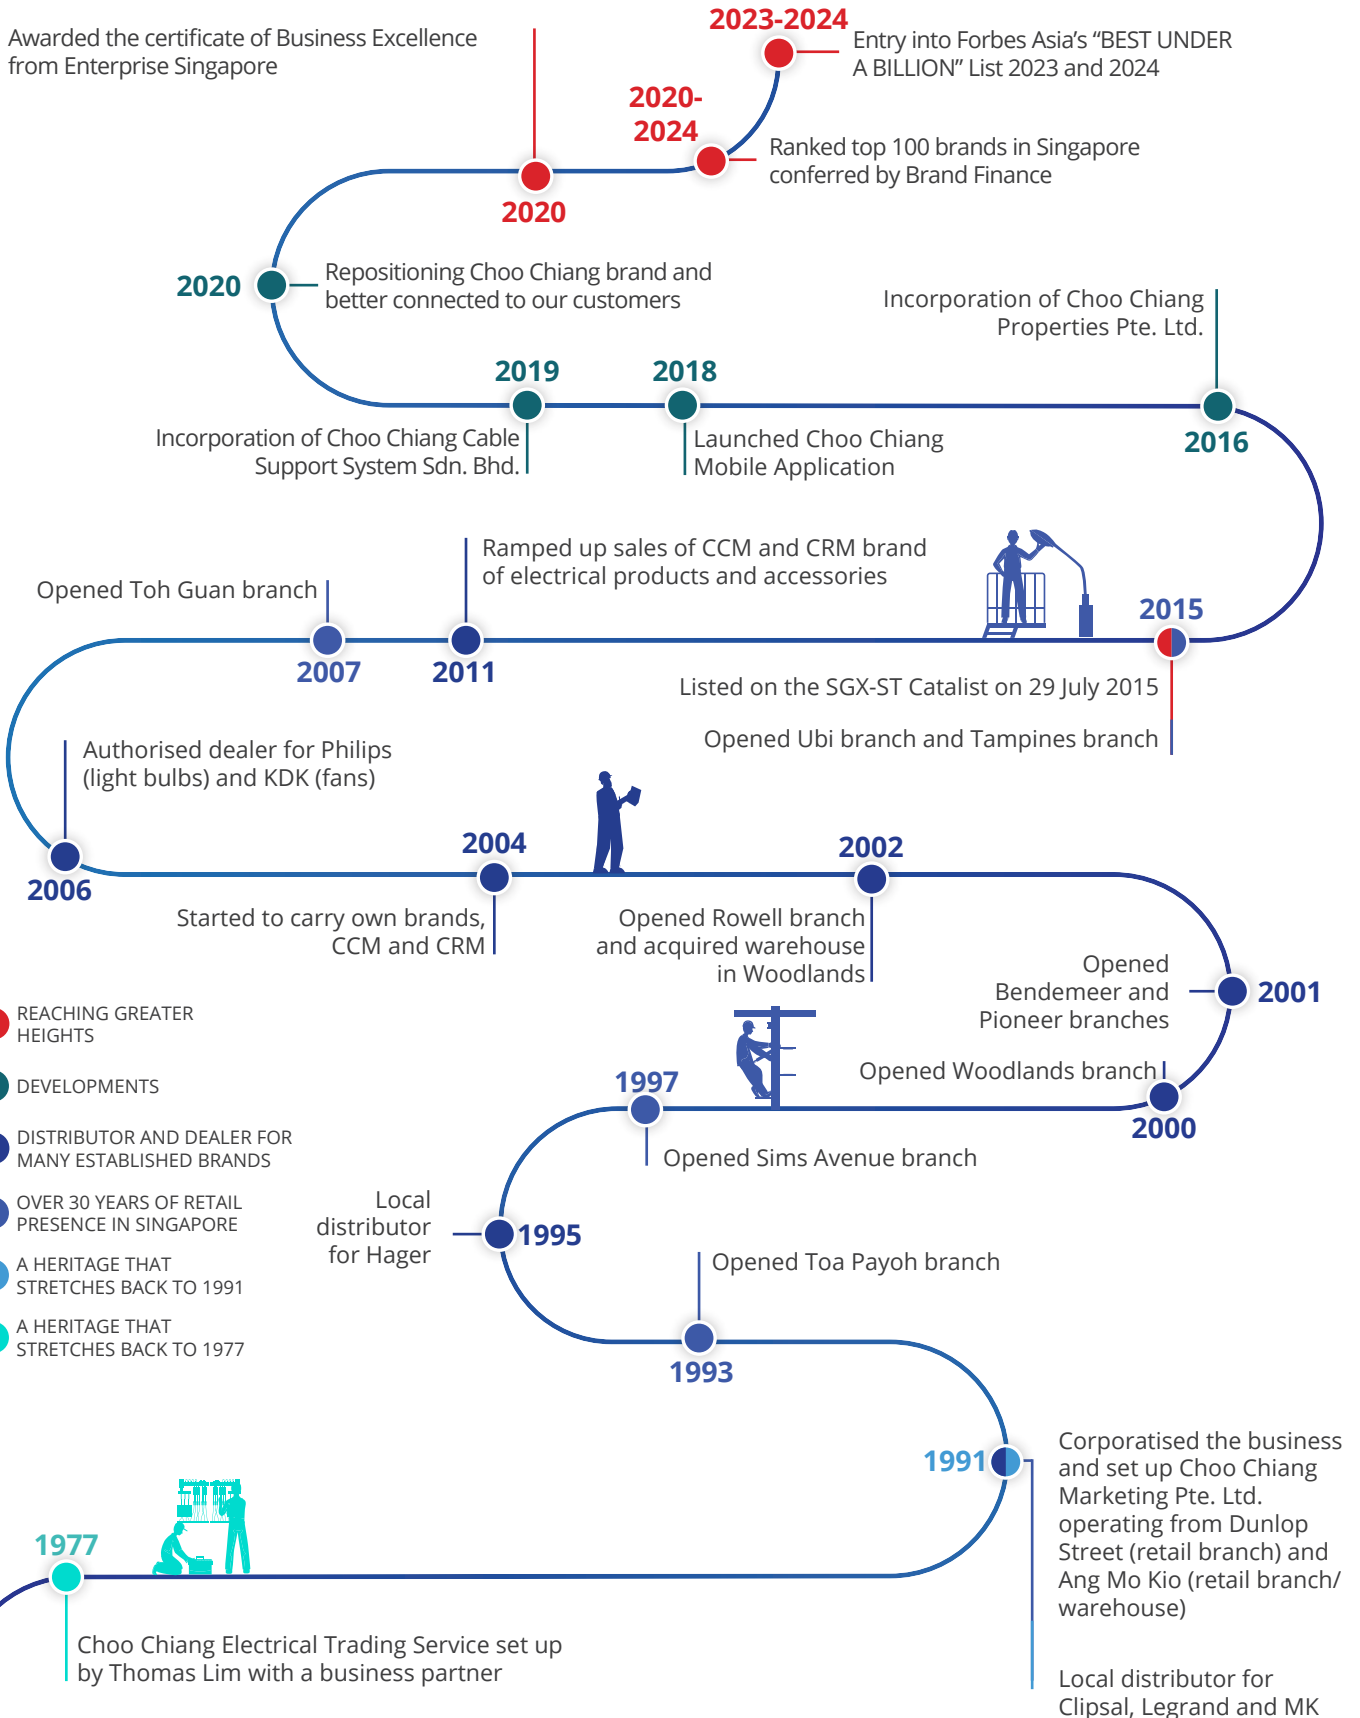 2023-2024
Awarded the certificate of Business Excellence
from Enterprise Singapore
Entry into Forbes Asia’s “BEST UNDER
A BILLION” List 2023 and 2024
2020-
2024
Ranked top 100 brands in Singapore
conferred by Brand Finance
2020
2020
Repositioning Choo Chiang brand and
better connected to our customers
Incorporation of Choo Chiang
Properties Pte. Ltd.
2019
2018
2016
Incorporation of Choo Chiang Cable
Support System Sdn. Bhd.
Launched Choo Chiang
Mobile Application
Ramped up sales of CCM and CRM brand
of electrical products and accessories
Opened Toh Guan branch
2015
2007
2011
Listed on the SGX-ST Catalist on 29 July 2015
Opened Ubi branch and Tampines branch
Authorised dealer for Philips
(light bulbs) and KDK (fans)
2004
2002
2006
Started to carry own brands,
CCM and CRM
Opened Rowell branch
and acquired warehouse
in Woodlands
Opened
Bendemeer and
Pioneer branches
2001
REACHING GREATER
HEIGHTS
DEVELOPMENTS
DISTRIBUTOR AND DEALER FOR
MANY ESTABLISHED BRANDS
OVER 30 YEARS OF RETAIL
PRESENCE IN SINGAPORE
A HERITAGE THAT
STRETCHES BACK TO 1991
A HERITAGE THAT
STRETCHES BACK TO 1977
Opened Woodlands branch
1997
2000
Opened Sims Avenue branch
Local
distributor
for Hager
1995
Opened Toa Payoh branch
1993
1991
Corporatised the business
and set up Choo Chiang
Marketing Pte. Ltd.
operating from Dunlop
Street (retail branch) and
Ang Mo Kio (retail branch/
warehouse)
Local distributor for
Clipsal, Legrand and MK
1977
Choo Chiang Electrical Trading Service set up
by Thomas Lim with a business partner